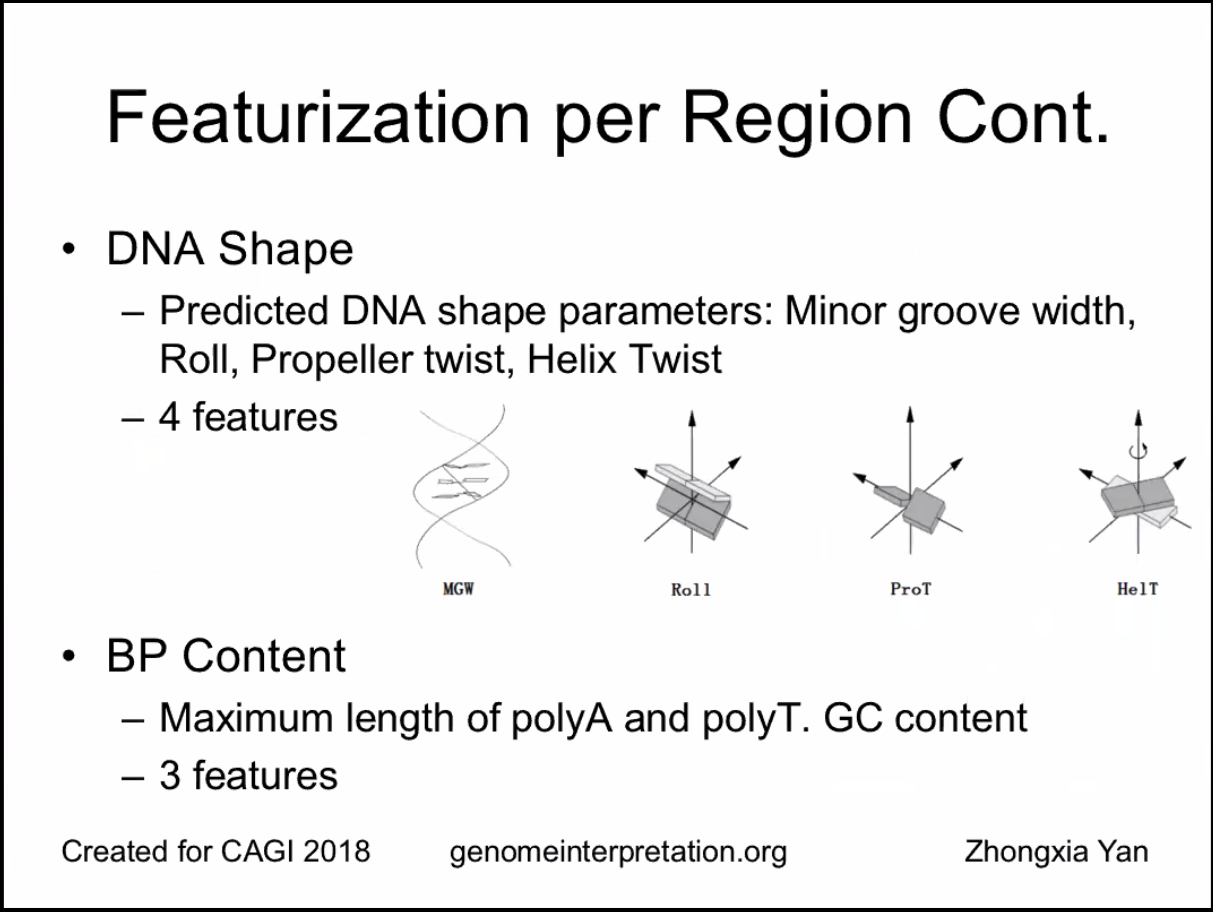 Featurization per Region Cont.
• DNA Shape
– Predicted DNA shape parameters: Minor groove width,
Roll, Propeller twist, Helix Twist
– 4 features
MGW Roll ProT HelT
• BP Content
– Maximum length of polyA and polyT. GC content
– 3 features
Created for CAGI 2018 genomeinterpretation.org Zhongxia Yan